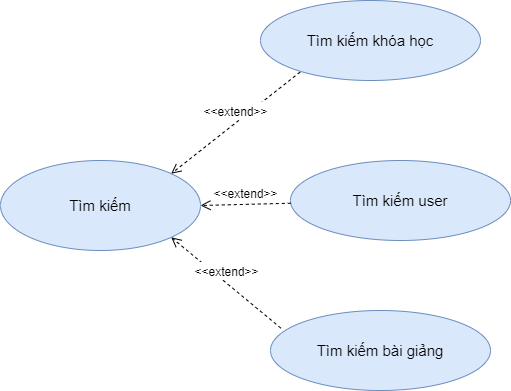 Tìm kiếm khóa học
<<extend>>
Tìm kiếm
<<extend>>
Tìm kiếm user
<<extend>>
Tìm kiếm bài giảng